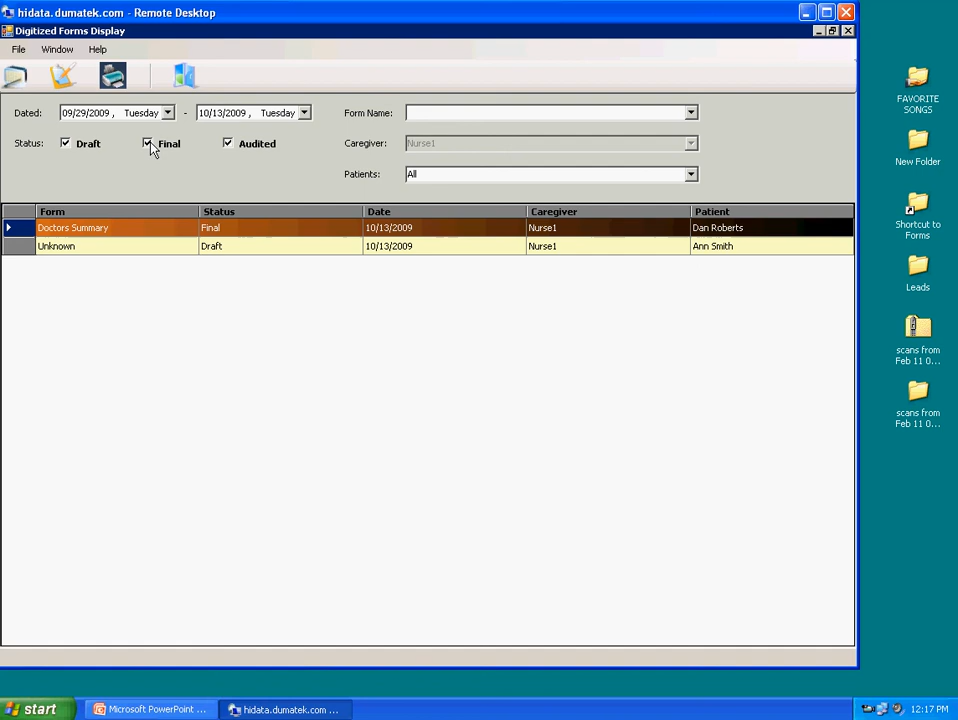 hidata.dumatek.com - Remote Desktop
Digitized Forms Display
File Window Help
Dated: 09/29/2009 , Tuesday - 10/13/2009 , Tuesday Form Name:
Status: Draft Final Audited Caregiver: Nurse1
Patients: All
Form Status Date Caregiver Patient
Doctors Summary Final 10/13/2009 Nurse1 Dan Roberts
Unknown Draft 10/13/2009 Nurse1 Ann Smith
FAVORITE
SONGS
New Folder
Shortcut to
Forms
Leads
scans from
Feb 11 0...
scans from
Feb 11 0...
start Microsoft PowerPoint ... hidata.dumatek.com ... 12:17 PM